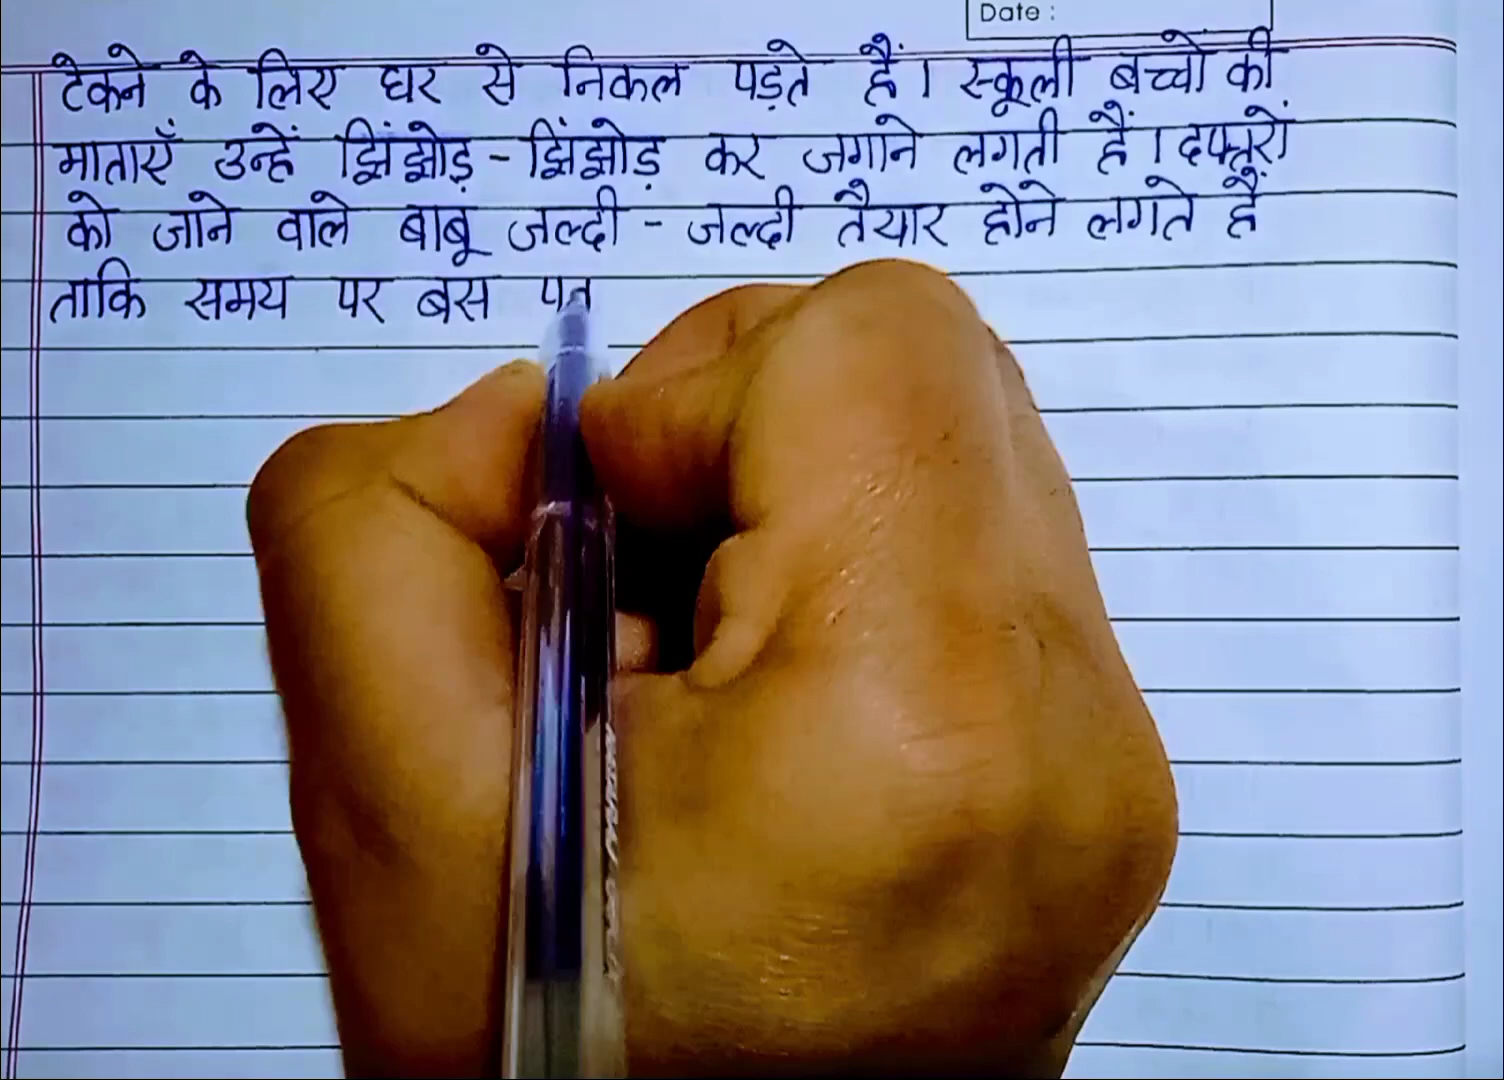 Date :
टेकने के लिए घर से निकल पड़ते हैं। स्कूली बच्चों की
माताएँ उन्हें झिंझोड़ - झिंझोड़ कर जगाने लगती हैं। दफ्तरों
को जाने वाले बाबू जल्दी - जल्दी तैयार होने लगते हैं
ताकि समय पर बस